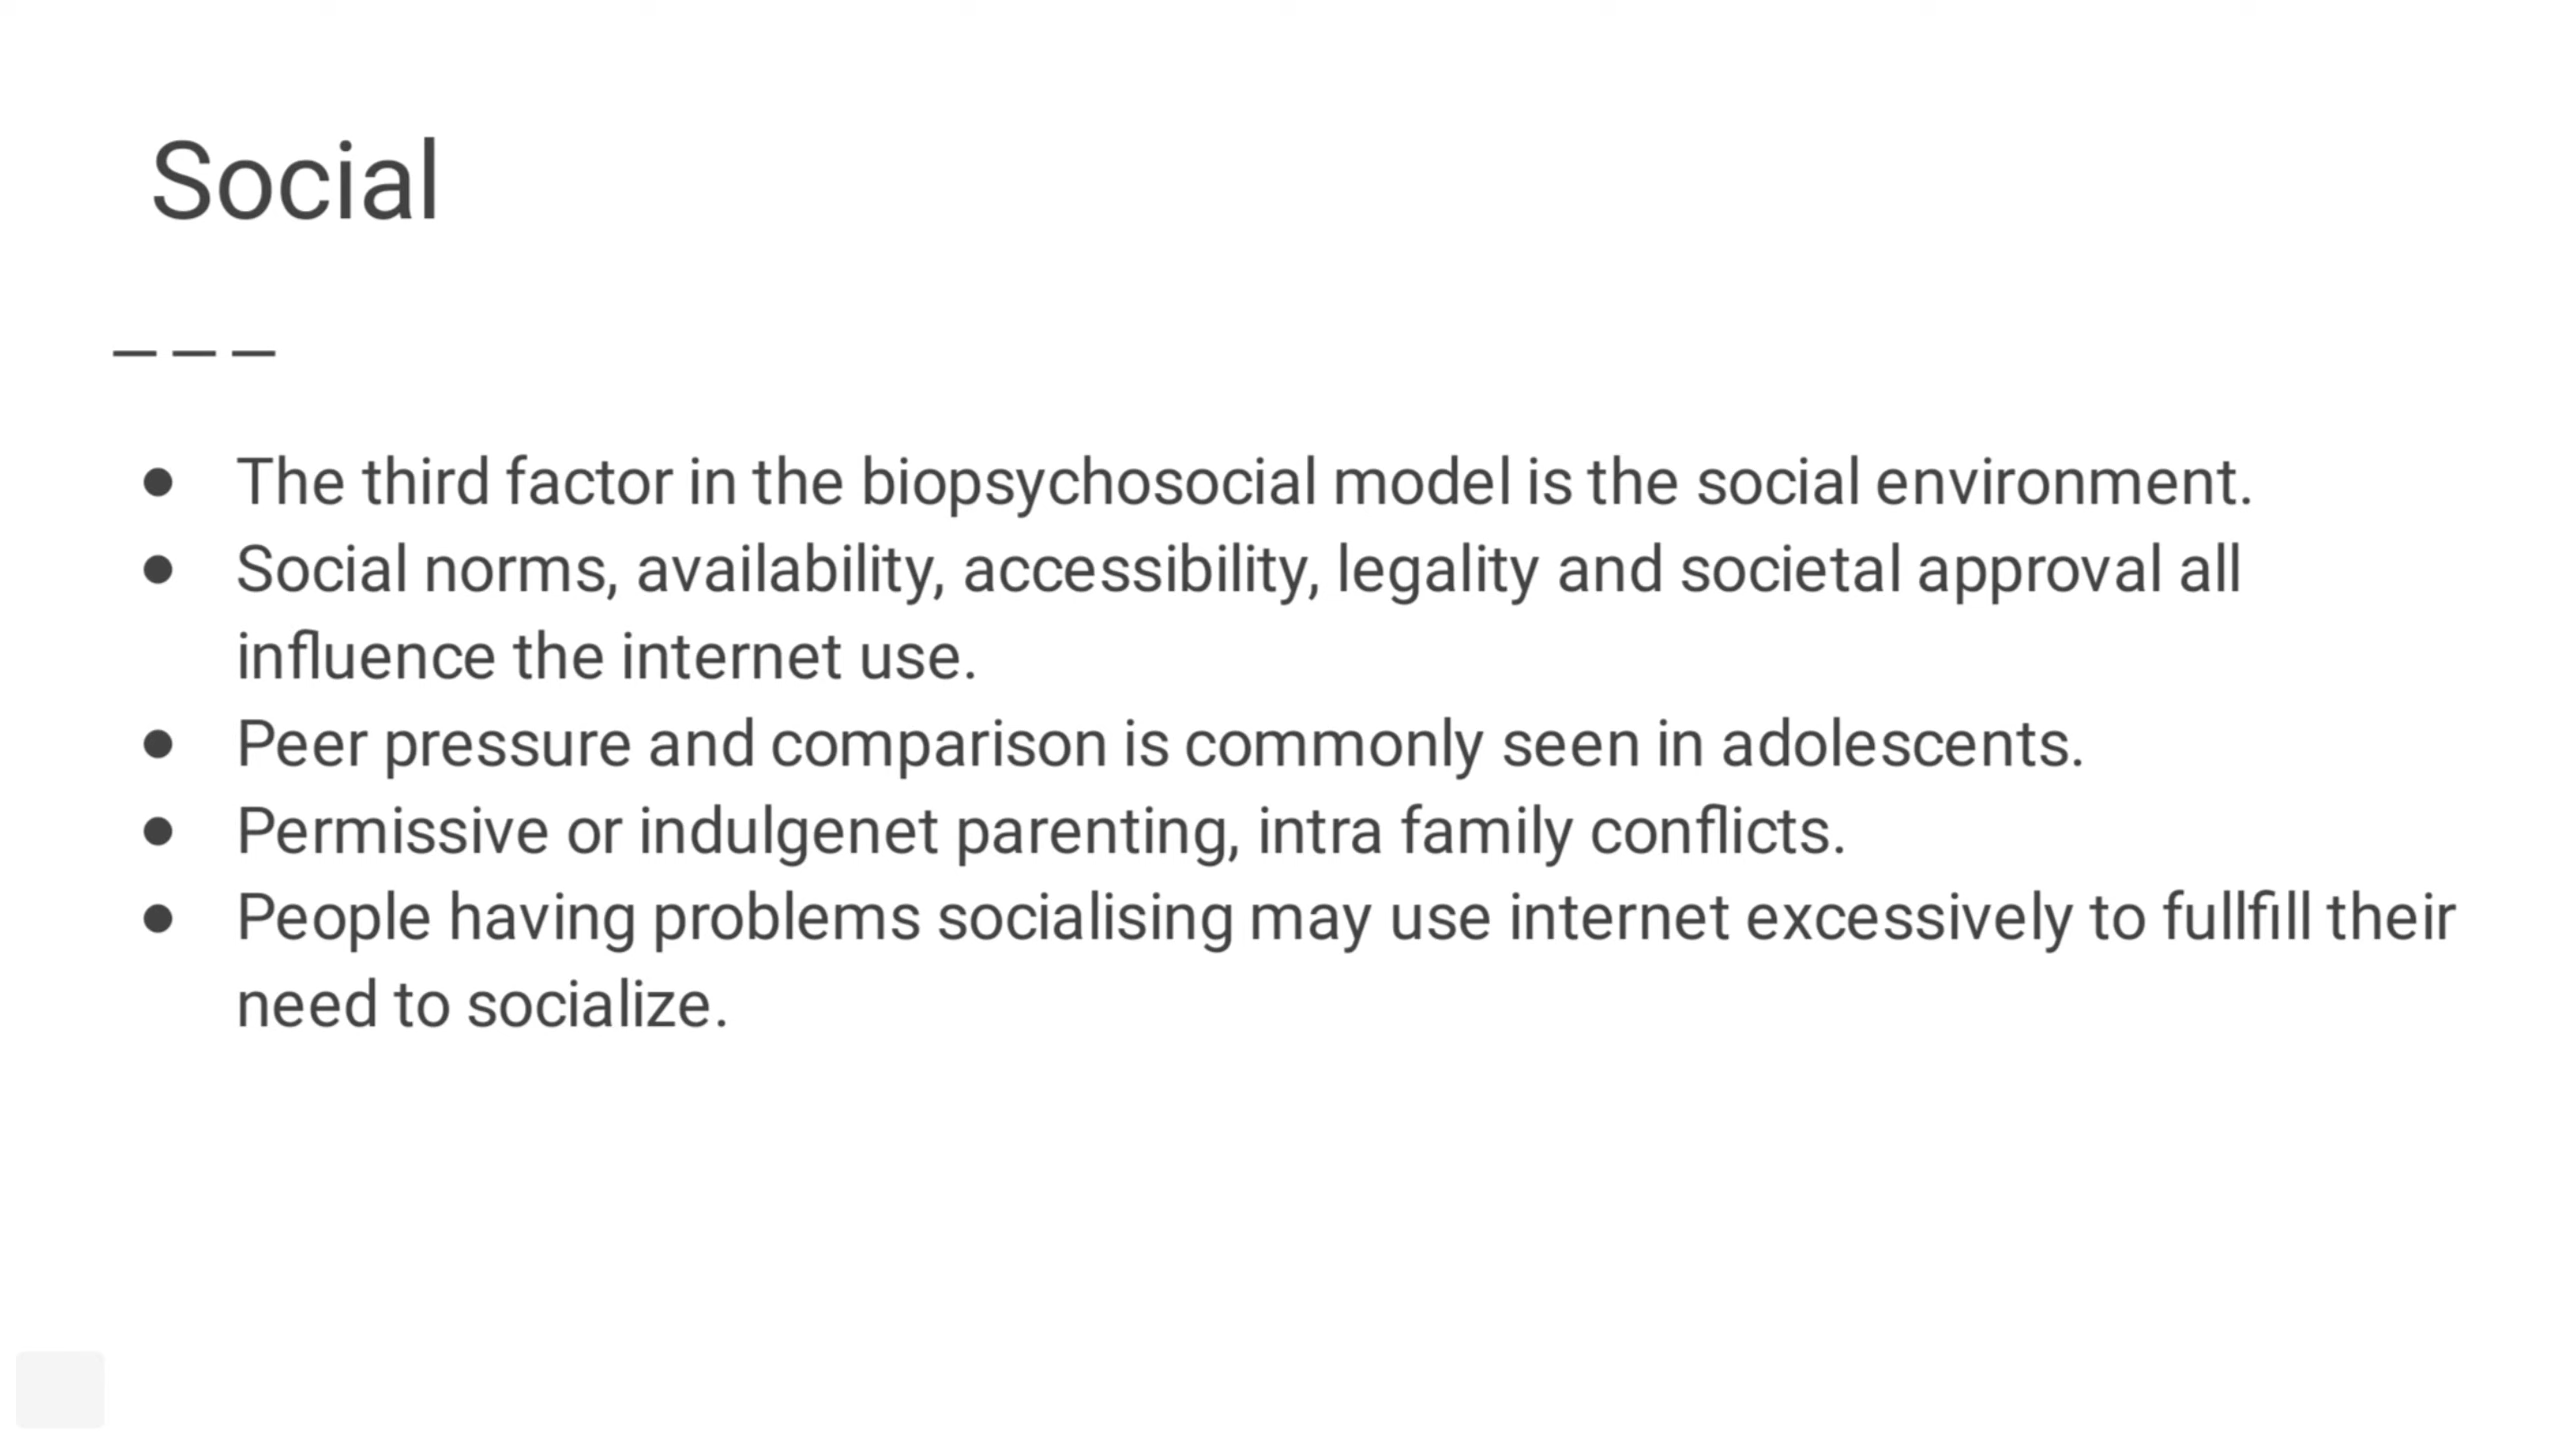 Social
● The third factor in the biopsychosocial model is the social environment.
● Social norms, availability, accessibility, legality and societal approval all
influence the internet use.
● Peer pressure and comparison is commonly seen in adolescents.
● Permissive or indulgenet parenting, intra family conflicts.
● People having problems socialising may use internet excessively to fullfill their
need to socialize.